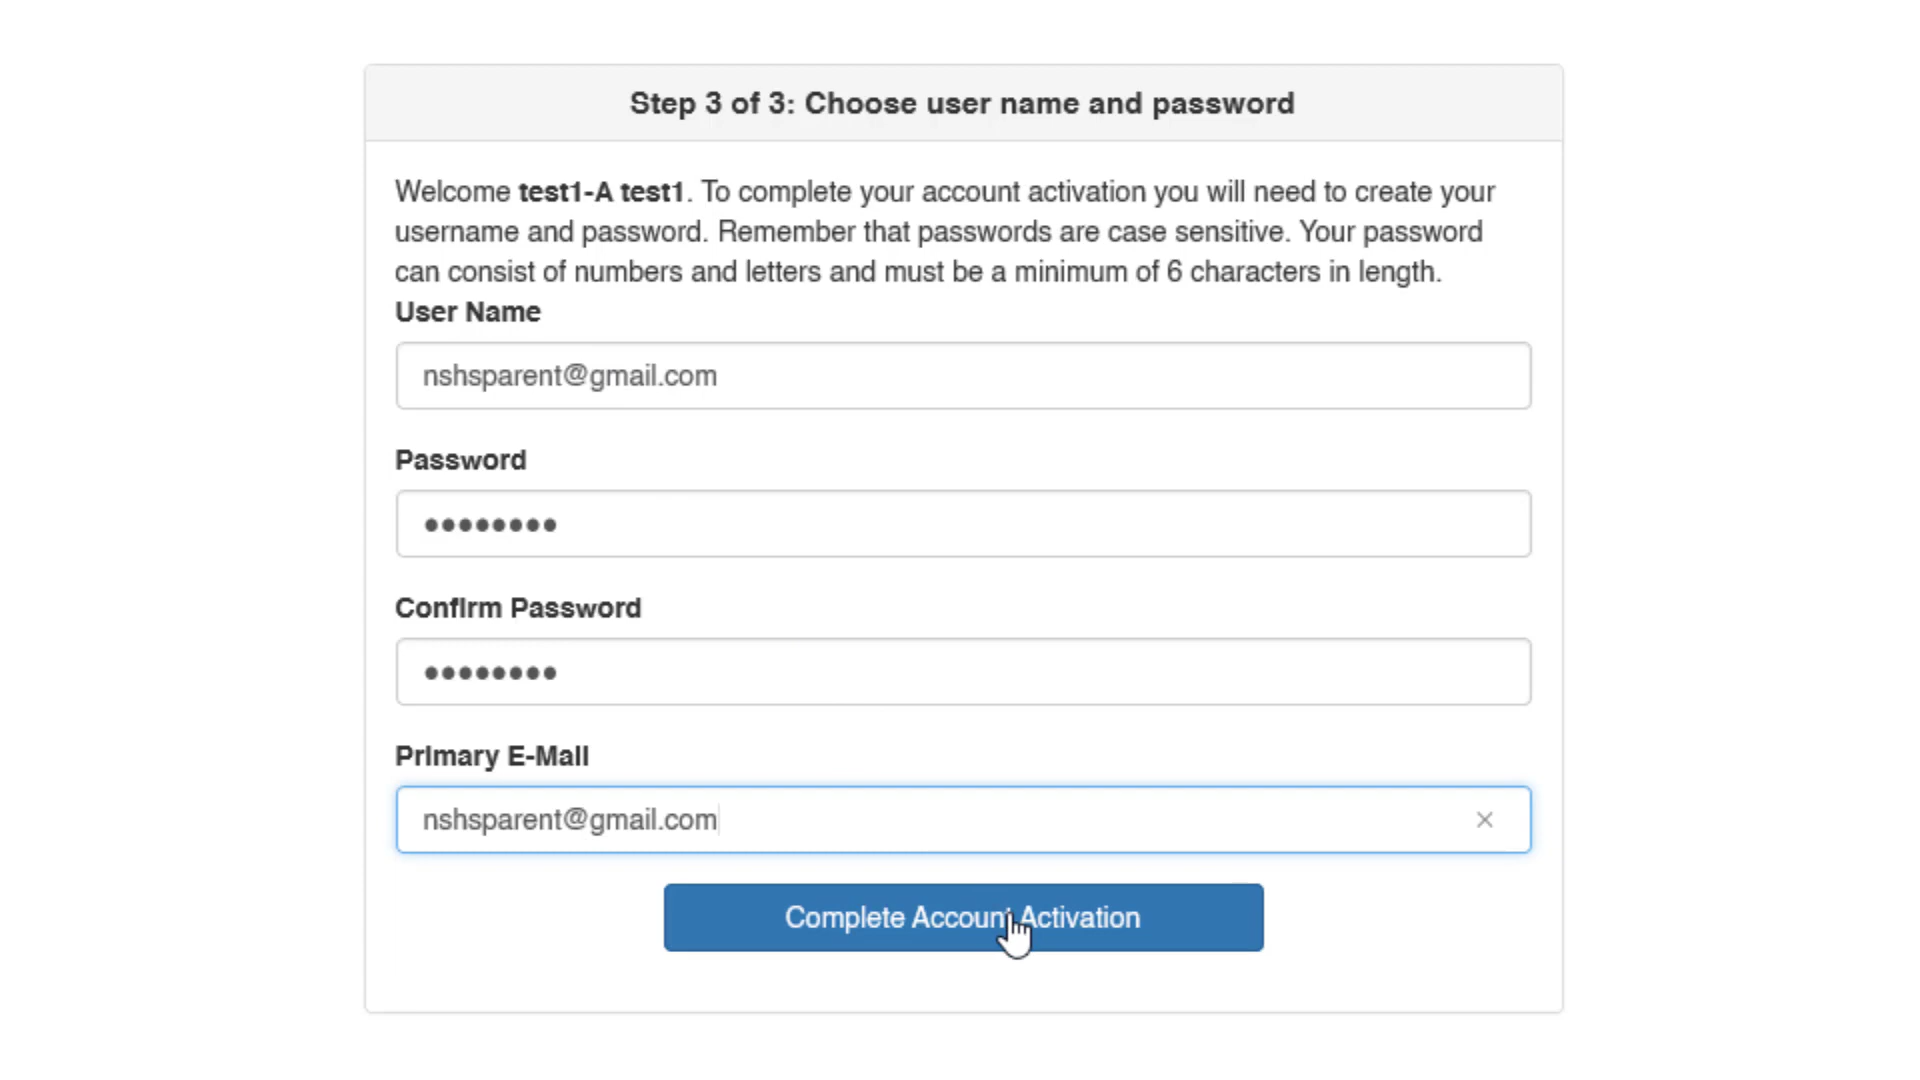 Step 3 of 3: Choose user name and password
Welcome test1-A test1. To complete your account activation you will need to create your
username and password. Remember that passwords are case sensitive. Your password
can consist of numbers and letters and must be a minimum of 6 characters in length.
User Name
nshsparent@gmail.com
Password
••••••••
Confirm Password
••••••••
Primary E-Mail
nshsparent@gmail.com
Complete Account Activation